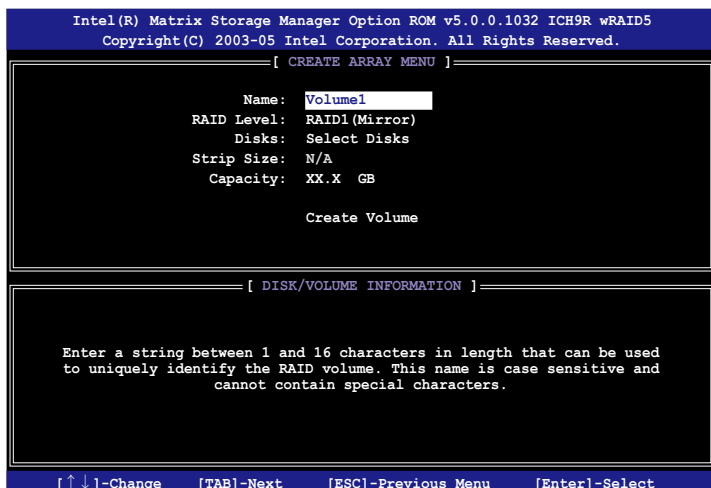 Intel(R) Matrix Storage Manager Option ROM v5.0.0.1032 ICH9R wRAID5
Copyright(C) 2003-05 Intel Corporation. All Rights Reserved.
[ CREATE ARRAY MENU ]
Name: Volume1
RAID Level: RAID1(Mirror)
Disks: Select Disks
Strip Size: N/A
Capacity: XX.X GB
Create Volume
[ DISK/VOLUME INFORMATION ]
Enter a string between 1 and 16 characters in length that can be used
to uniquely identify the RAID volume. This name is case sensitive and
cannot contain special characters.
[↑↓]-Change [TAB]-Next [ESC]-Previous Menu [Enter]-Select